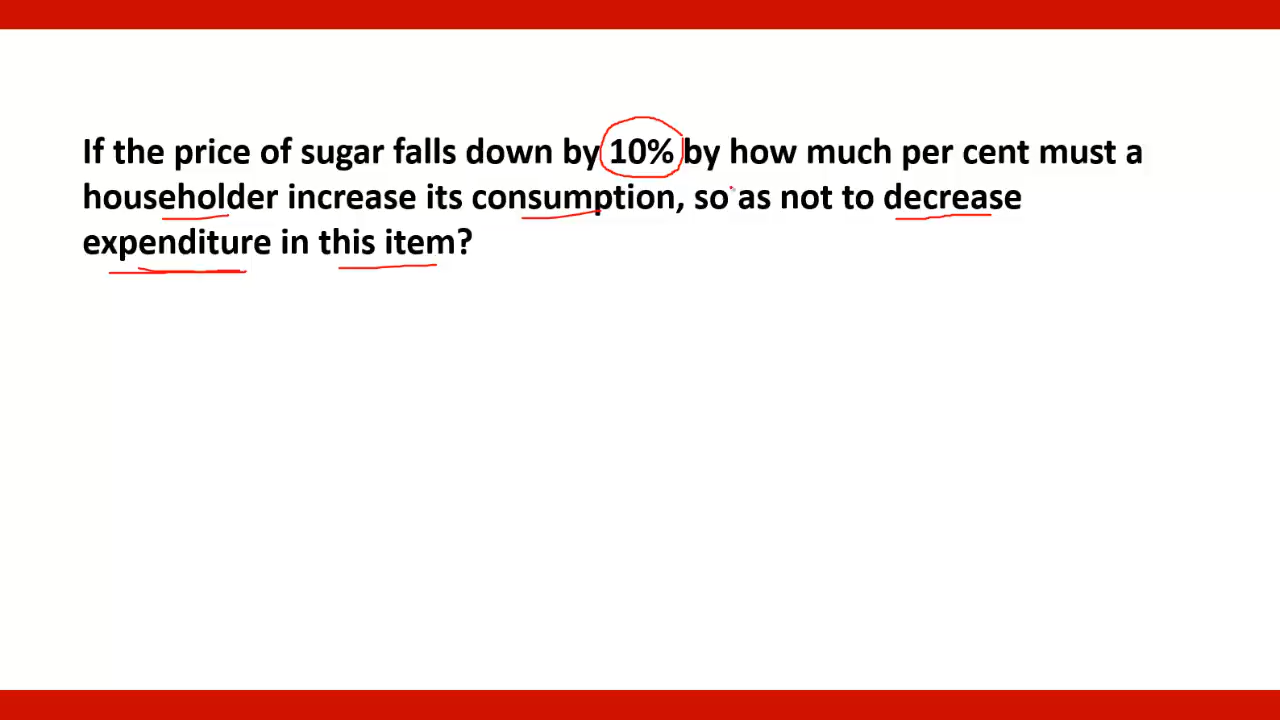 If the price of sugar falls down by 10% by how much per cent must a
householder increase its consumption, so as not to decrease
expenditure in this item?